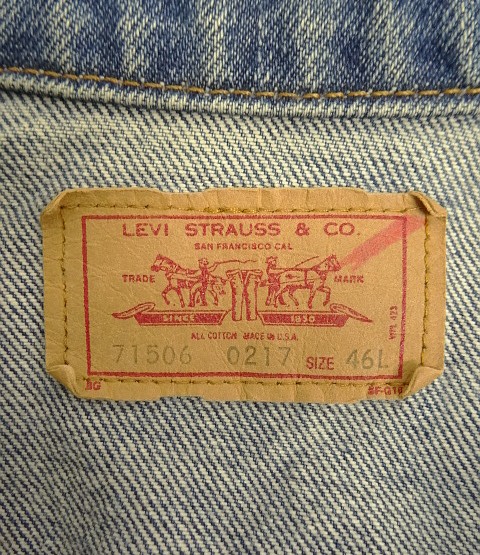 LEVI STRAUSS & CO.
SAN FRANCISCO CAL
TRADE MARK
SINCE 1850
ALL COTTON MADE IN U.S.A.
71506 0217 SIZE 46L